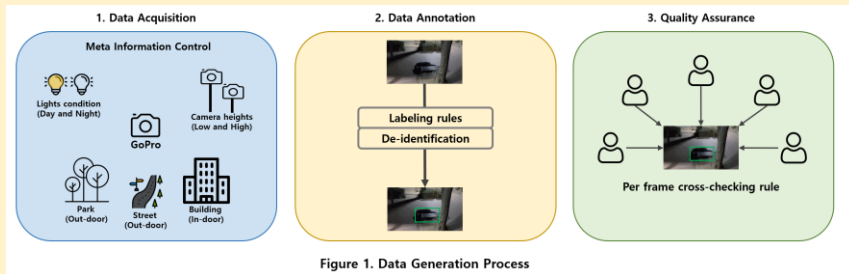 1. Data Acquisition
Meta Information Control
Lights condition
(Day and Night)
Camera heights
(Low and High)
GoPro
Park
(Out-door)
Street
(Out-door)
Building
(In-door)
2. Data Annotation
Labeling rules
De-identification
3. Quality Assurance
Per frame cross-checking rule
Figure 1. Data Generation Process